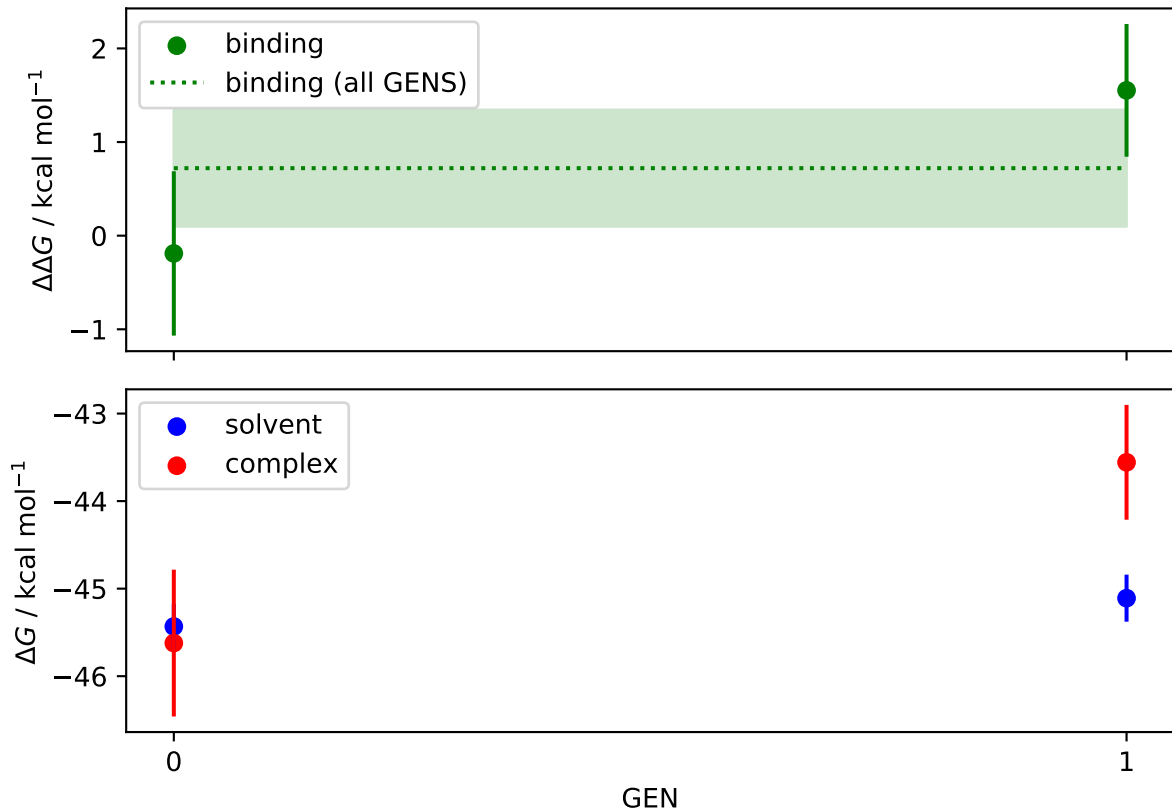 binding
binding (all GENS)
ΔΔG / kcal mol⁻¹
2
1
0
−1
solvent
complex
ΔG / kcal mol⁻¹
−43
−44
−45
−46
0
1
GEN